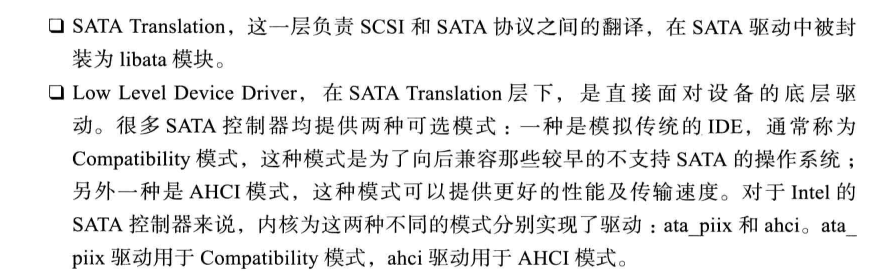 ❑ SATA Translation，这一层负责 SCSI 和 SATA 协议之间的翻译，在 SATA 驱动中被封
装为 libata 模块。
❑ Low Level Device Driver，在 SATA Translation 层下，是直接面对设备的底层驱
动。很多 SATA 控制器均提供两种可选模式：一种是模拟传统的 IDE，通常称为
Compatibility 模式，这种模式是为了向后兼容那些较早的不支持 SATA 的操作系统；
另外一种是 AHCI 模式，这种模式可以提供更好的性能及传输速度。对于 Intel 的
SATA 控制器来说，内核为这两种不同的模式分别实现了驱动：ata_piix 和 ahci。ata_
piix 驱动用于 Compatibility 模式，ahci 驱动用于 AHCI 模式。